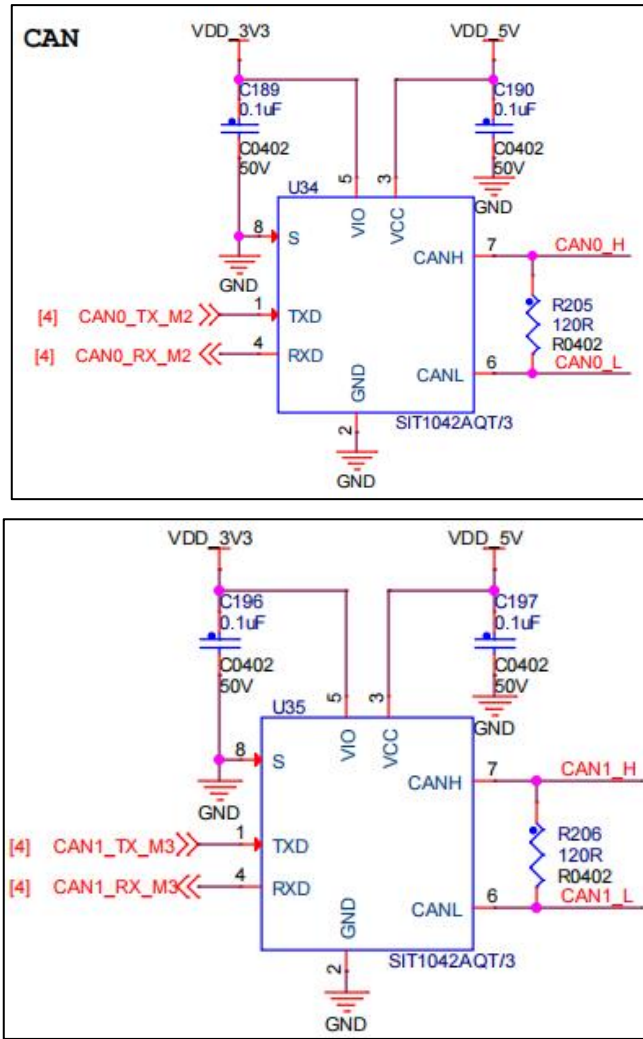 CAN
VDD_3V3
VDD_5V
C189
0.1uF
C0402
50V
C190
0.1uF
C0402
50V
GND
U34
5
3
VIO
VCC
8
S
GND
CANH
7
CAN0_H
[4] CAN0_TX_M2
1
TXD
R205
120R
R0402
[4] CAN0_RX_M2
4
RXD
CANL
6
CAN0_L
GND
2
SIT1042AQT/3
GND
VDD_3V3
VDD_5V
C196
0.1uF
C0402
50V
C197
0.1uF
C0402
50V
GND
U35
5
3
VIO
VCC
8
S
GND
CANH
7
CAN1_H
[4] CAN1_TX_M3
1
TXD
R206
120R
R0402
[4] CAN1_RX_M3
4
RXD
CANL
6
CAN1_L
GND
2
SIT1042AQT/3
GND